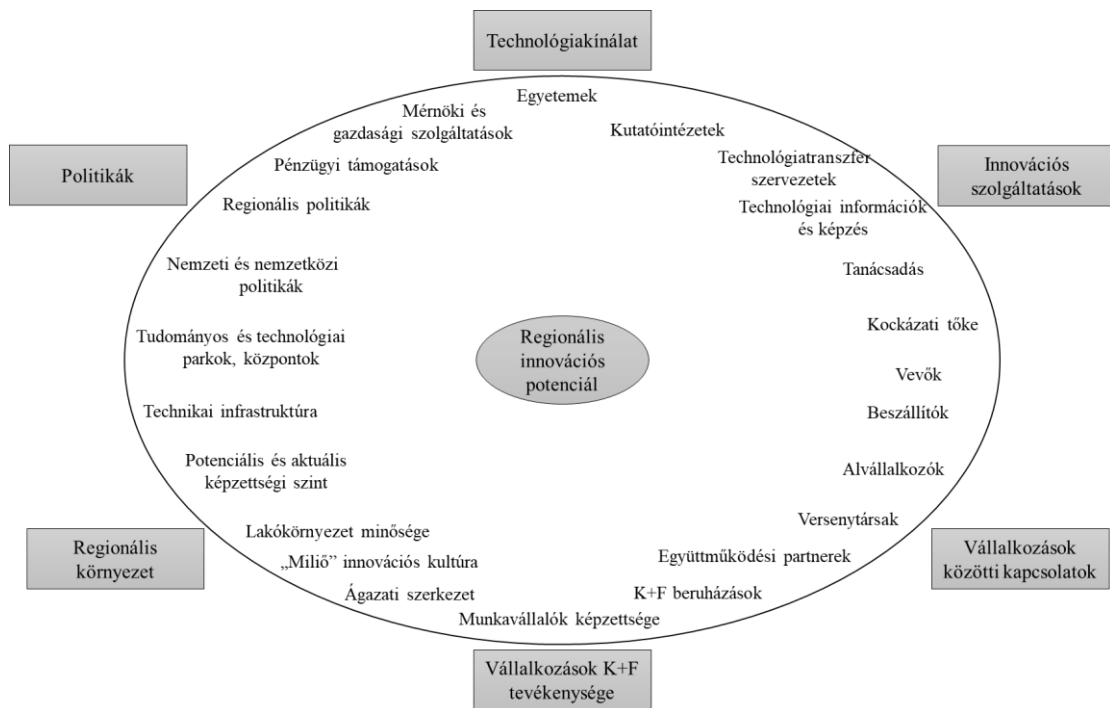 Technológiakínálat
Egyetemek
Mérnöki és
gazdasági szolgáltatások
Kutatóintézetek
Pénzügyi támogatások
Technológiatranszfer
szervezetek
Politikák
Innovációs
szolgáltatások
Regionális politikák
Technológiai információk
és képzés
Nemzeti és nemzetközi
politikák
Tanácsadás
Tudományos és technológiai
parkok, központok
Regionális
innovációs
potenciál
Kockázati tőke
Vevők
Technikai infrastruktúra
Beszállítók
Potenciális és aktuális
képzettségi szint
Alvállalkozók
Lakókörnyezet minősége
Versenytársak
Regionális
környezet
„Miliő” innovációs kultúra
Együttműködési partnerek
Vállalkozások
közötti kapcsolatok
Ágazati szerkezet
K+F beruházások
Munkavállalók képzettsége
Vállalkozások K+F
tevékenysége